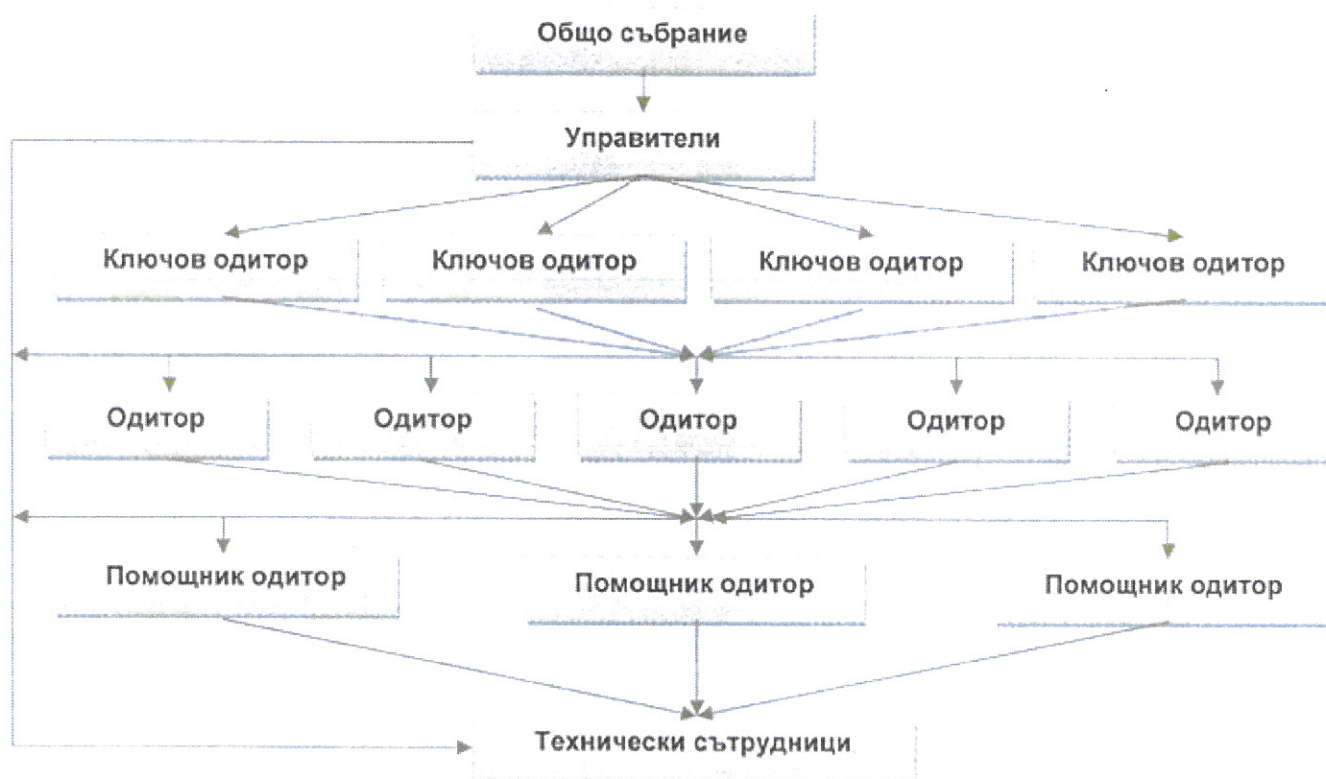 Общо събрание
Управители
Ключов одитор
Ключов одитор
Ключов одитор
Ключов одитор
Одитор
Одитор
Одитор
Одитор
Одитор
Помощник одитор
Помощник одитор
Помощник одитор
Технически сътрудници